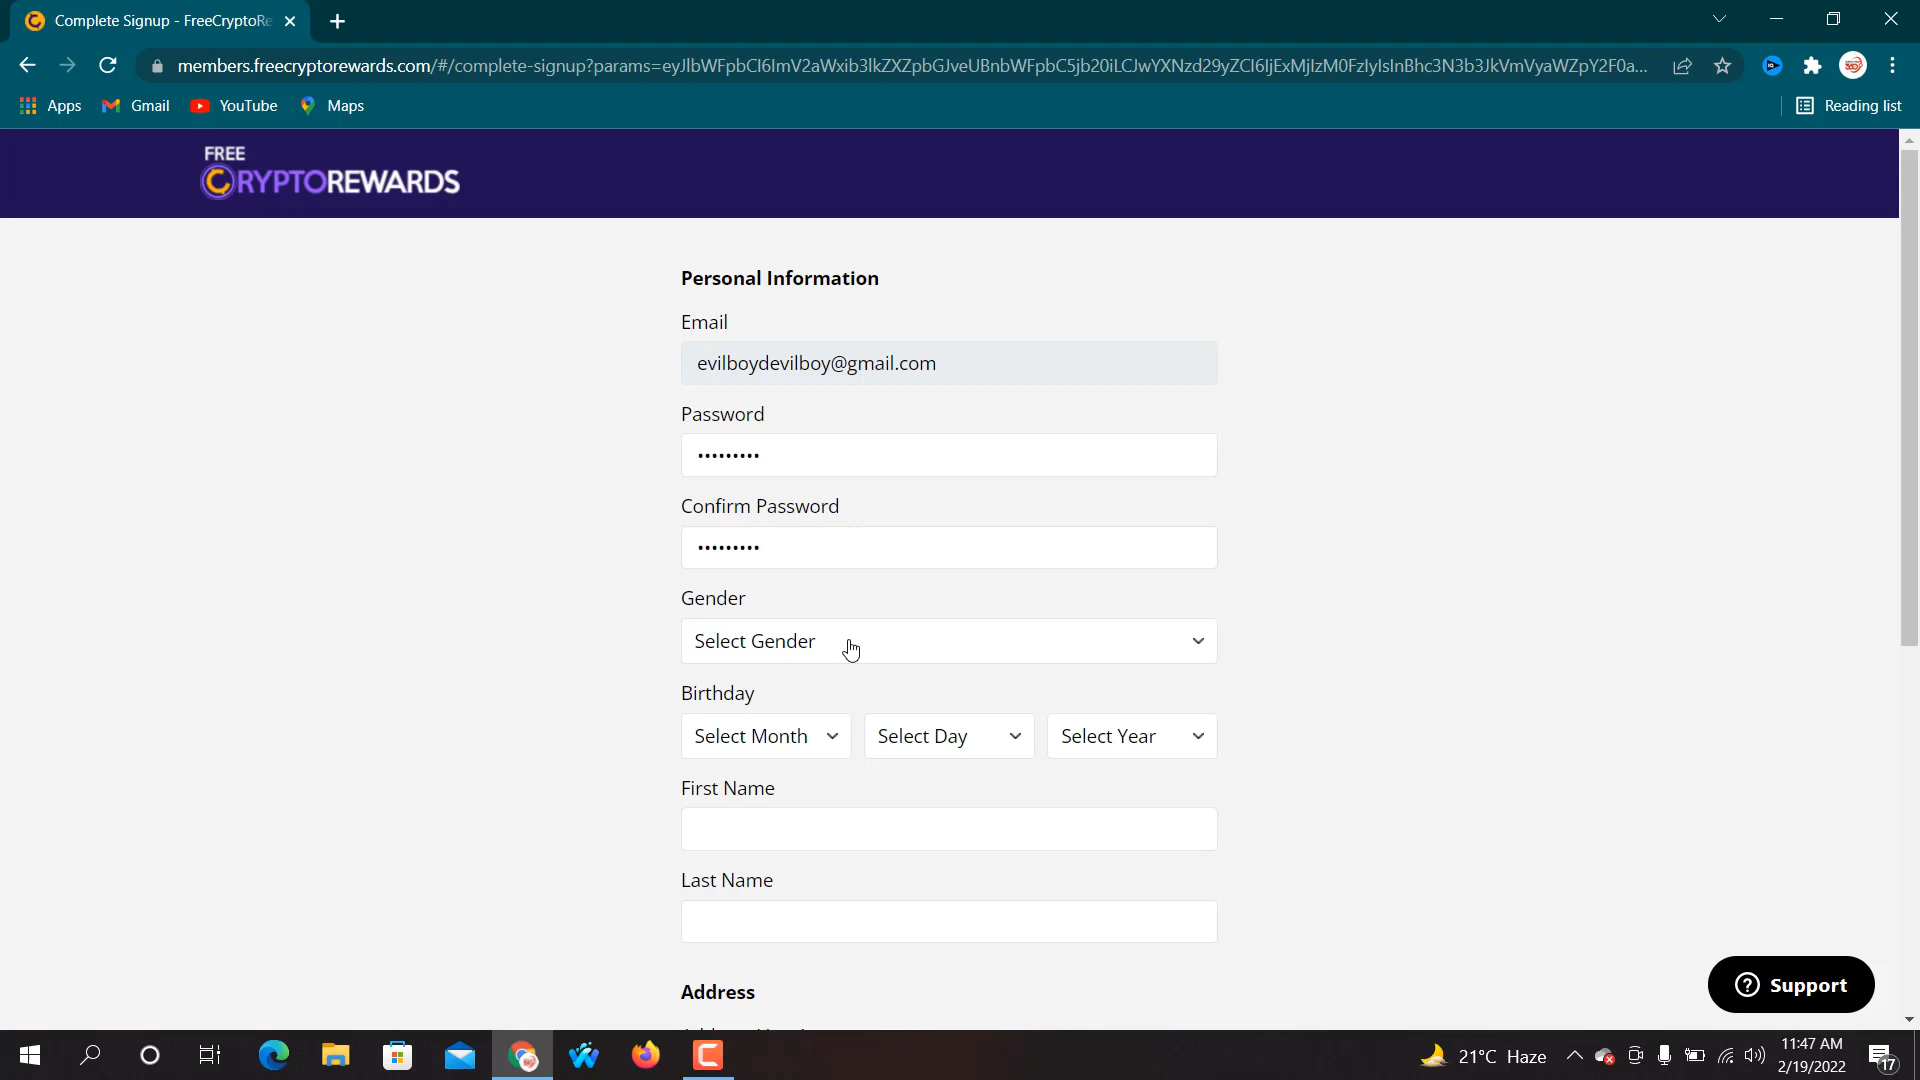 Complete Signup - FreeCryptoRe
members.freecryptorewards.com/#/complete-signup?params=eyJlbWFpbCI6ImV2aWxib3lkZXZpbGJveUBnbWFpbC5jb20iLCJwYXNzd29yZCI6IjExMjIzM0FzIyIsInBhc3N3b3JkVmVyaWZpY2F0a...
Apps
Gmail
YouTube
Maps
Reading list
FREE
CRYPTOREWARDS
Personal Information
Email
evilboydevilboy@gmail.com
Password
•••••••••
Confirm Password
•••••••••
Gender
Select Gender
Birthday
Select Month
Select Day
Select Year
First Name
Last Name
Address
Support
21°C Haze
11:47 AM
2/19/2022
17